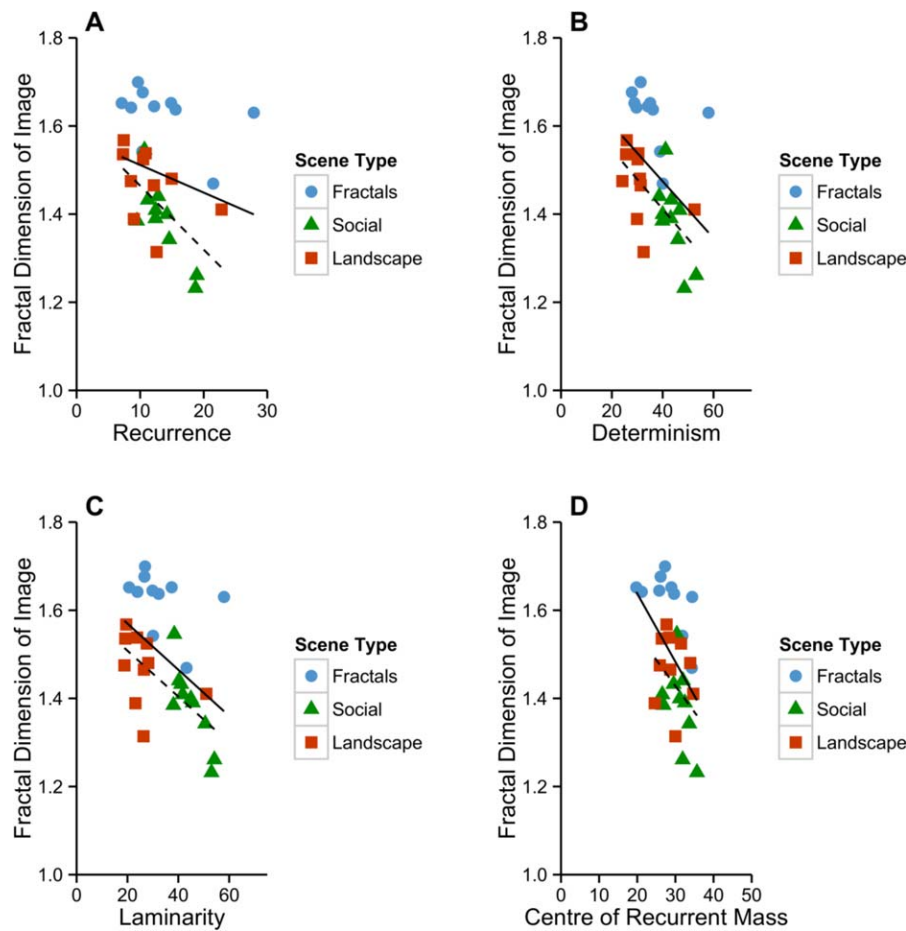 A
Fractal Dimension of Image
1.8
1.6
1.4
1.2
1.0
0 10 20 30
Recurrence
Scene Type
Fractals
Social
Landscape
B
Fractal Dimension of Image
1.8
1.6
1.4
1.2
1.0
0 20 40 60
Determinism
Scene Type
Fractals
Social
Landscape
C
Fractal Dimension of Image
1.8
1.6
1.4
1.2
1.0
0 20 40 60
Laminarity
Scene Type
Fractals
Social
Landscape
D
Fractal Dimension of Image
1.8
1.6
1.4
1.2
1.0
0 10 20 30 40 50
Centre of Recurrent Mass
Scene Type
Fractals
Social
Landscape